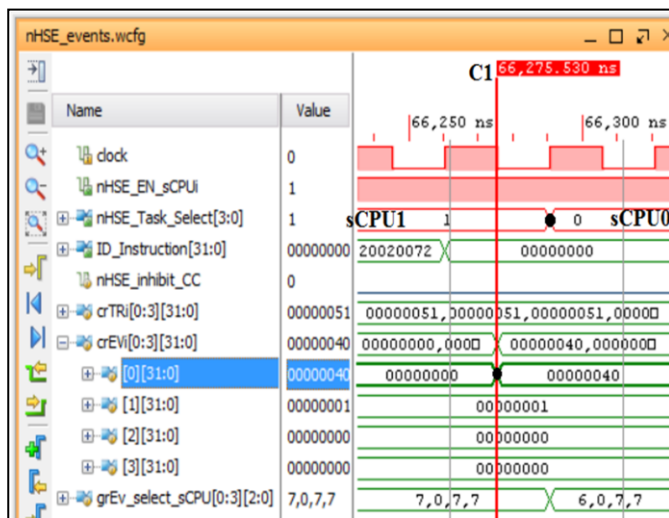 nHSE_events.wcfg
C1 66,275.530 ns
Name Value
66,250 ns 66,300 ns
clock 0
nHSE_EN_sCPUi 1
nHSE_Task_Select[3:0] 1 sCPU1 1 0 sCPU0
ID_Instruction[31:0] 00000000 20020072 00000000
nHSE_inhibit_CC 0
crTRi[0:3][31:0] 00000051 00000051,00000051,00000051,0000□
crEVi[0:3][31:0] 00000040 00000000,000□ 00000040,000000□
[0][31:0] 00000040 00000000 00000040
[1][31:0] 00000001 00000001
[2][31:0] 00000000 00000000
[3][31:0] 00000000 00000000
grEv_select_sCPU[0:3][2:0] 7,0,7,7 7,0,7,7 6,0,7,7